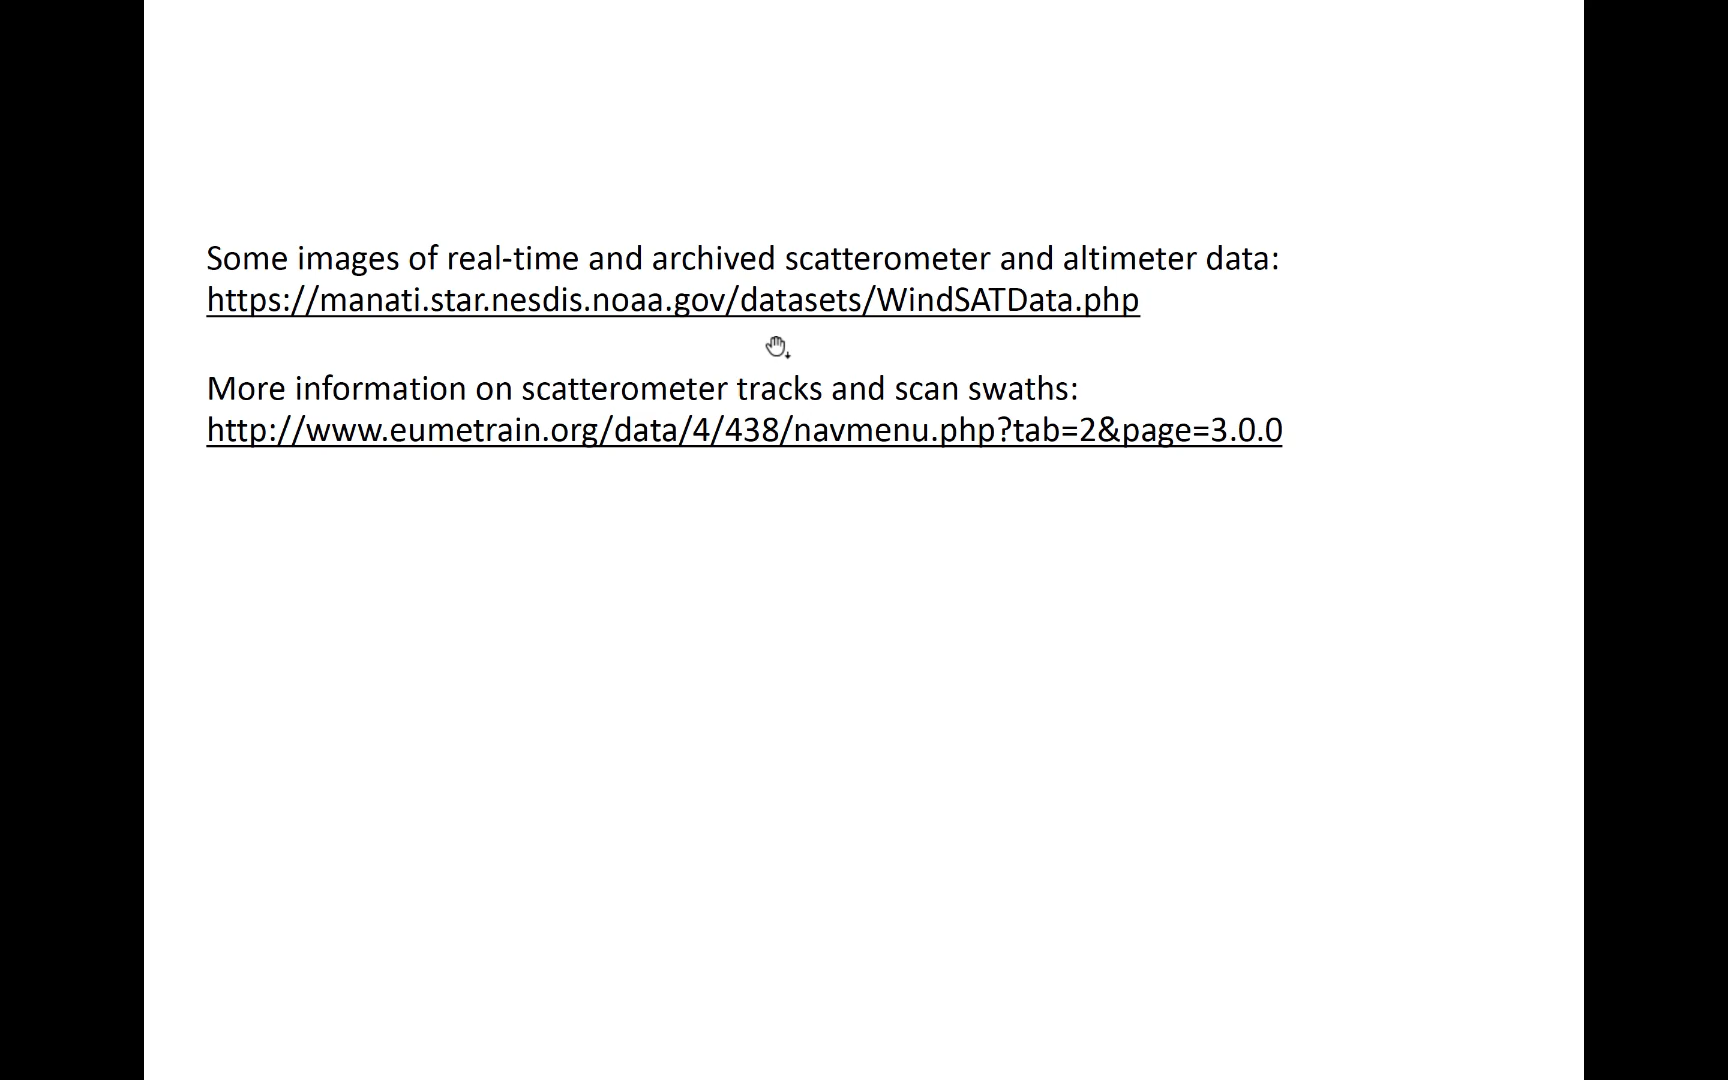 Some images of real-time and archived scatterometer and altimeter data:
https://manati.star.nesdis.noaa.gov/datasets/WindSATData.php
More information on scatterometer tracks and scan swaths:
http://www.eumetrain.org/data/4/438/navmenu.php?tab=2&page=3.0.0